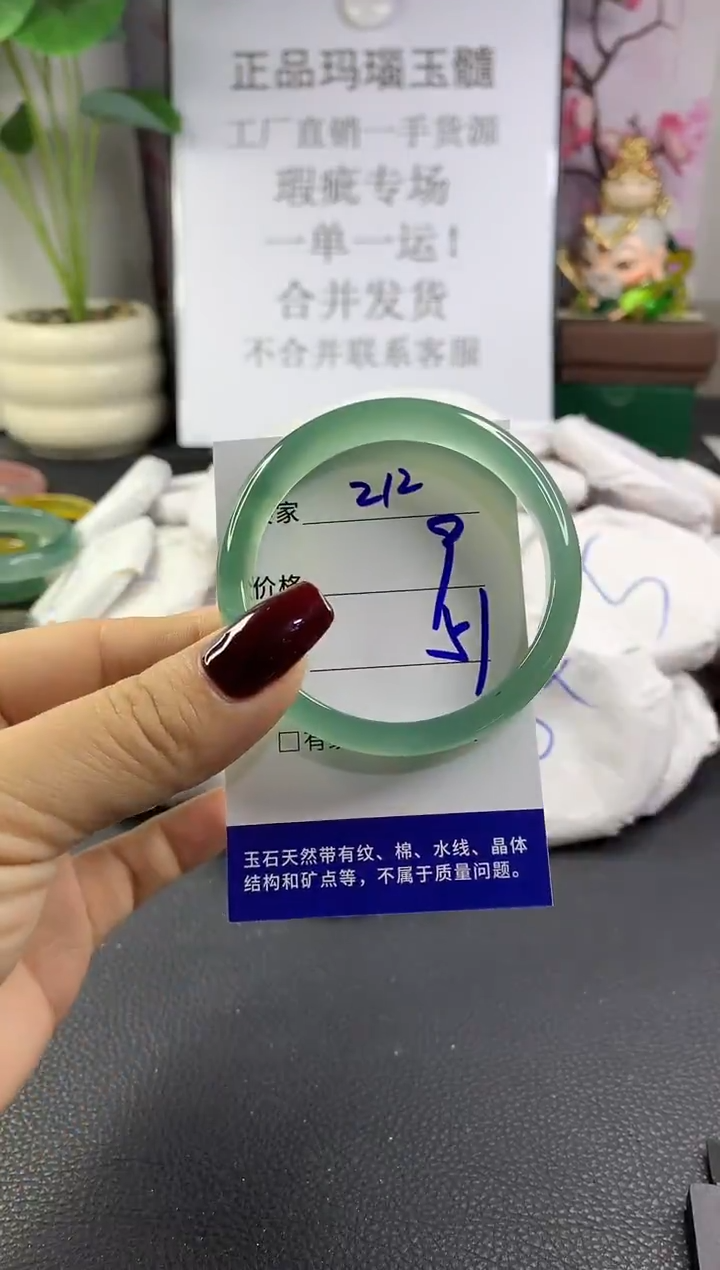 正品玛瑙玉髓
工厂直销一手货源
瑕疵专场
一单一运！
合并发货
不合并联系客服
家 212
价格
51
□有
玉石天然带有纹、棉、水线、晶体
结构和矿点等，不属于质量问题。